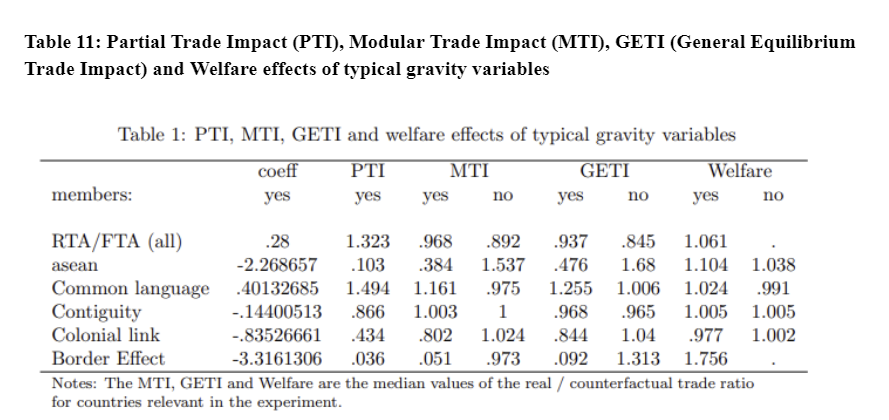 Table 11: Partial Trade Impact (PTI), Modular Trade Impact (MTI), GETI (General Equilibrium
Trade Impact) and Welfare effects of typical gravity variables
Table 1: PTI, MTI, GETI and welfare effects of typical gravity variables
coeff PTI MTI GETI Welfare
members: yes yes yes no yes no yes no
RTA/FTA (all) .28 1.323 .968 .892 .937 .845 1.061 .
asean -2.268657 .103 .384 1.537 .476 1.68 1.104 1.038
Common language .40132685 1.494 1.161 .975 1.255 1.006 1.024 .991
Contiguity -.14400513 .866 1.003 1 .968 .965 1.005 1.005
Colonial link -.83526661 .434 .802 1.024 .844 1.04 .977 1.002
Border Effect -3.3161306 .036 .051 .973 .092 1.313 1.756 .
Notes: The MTI, GETI and Welfare are the median values of the real / counterfactual trade ratio
for countries relevant in the experiment.